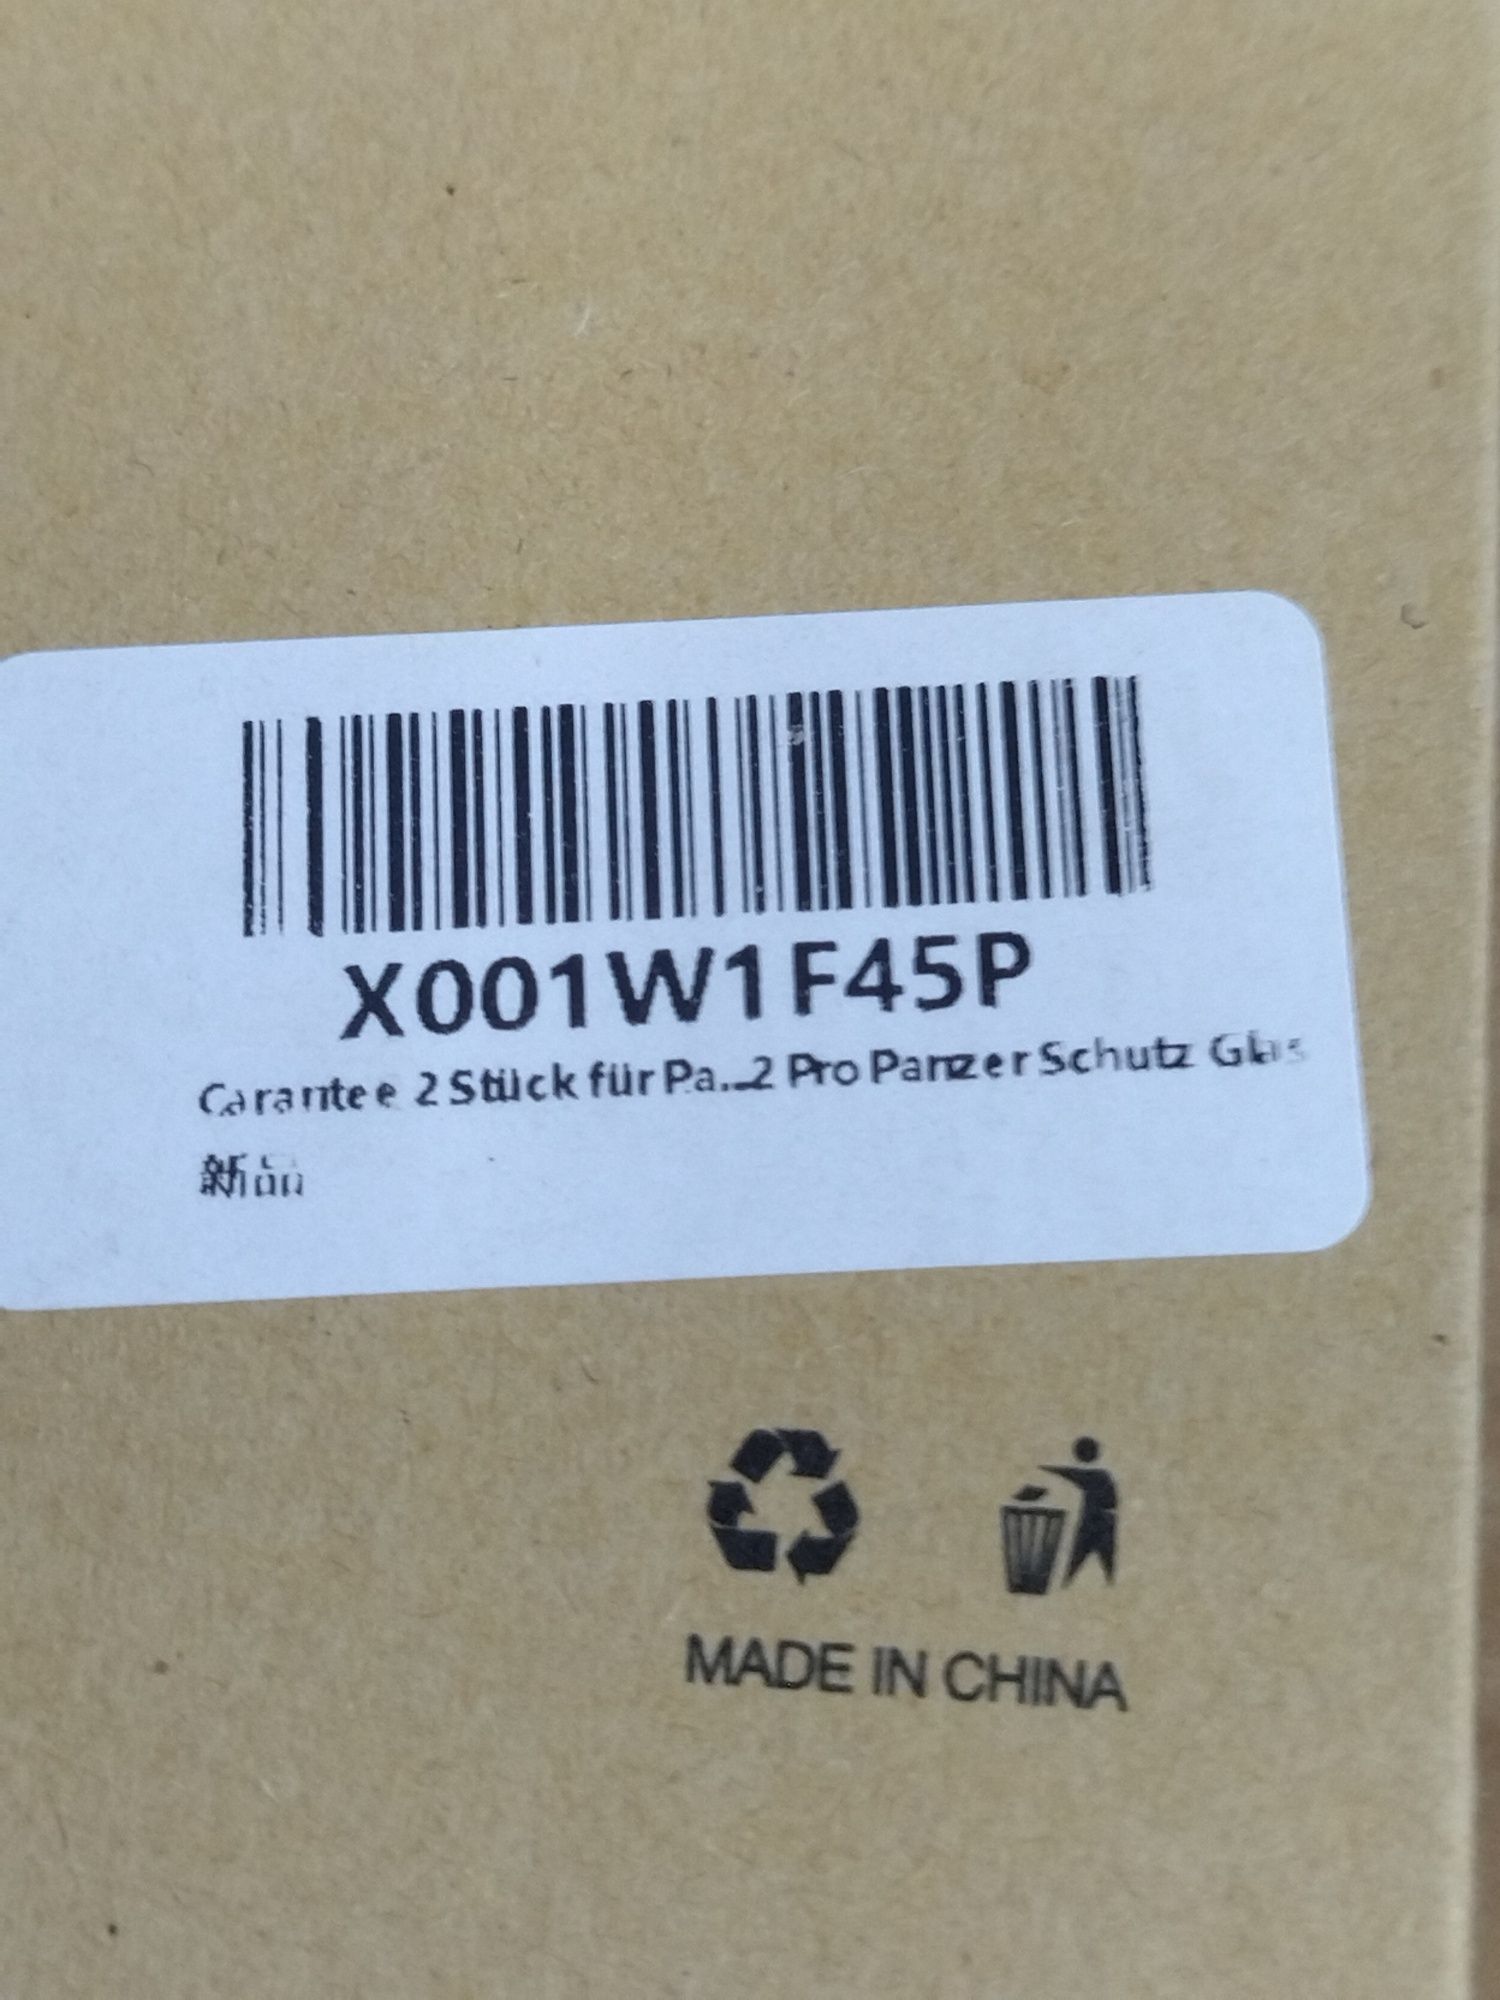 X001W1F45P
Carantee 2 Stück für Pa...2 Pro Panzer Schutz Glas
新品
MADE IN CHINA